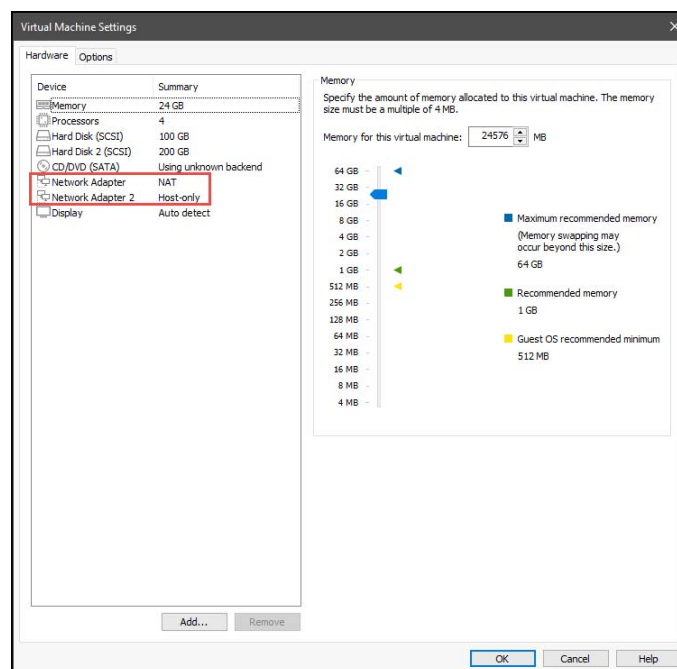 Virtual Machine Settings
Hardware Options
Device Summary
Memory 24 GB
Processors 4
Hard Disk (SCSI) 100 GB
Hard Disk 2 (SCSI) 200 GB
CD/DVD (SATA) Using unknown backend
Network Adapter NAT
Network Adapter 2 Host-only
Display Auto detect
Add... Remove
Memory
Specify the amount of memory allocated to this virtual machine. The memory
size must be a multiple of 4 MB.
Memory for this virtual machine: 24576 MB
64 GB
32 GB
16 GB
8 GB
4 GB
2 GB
1 GB
512 MB
256 MB
128 MB
64 MB
32 MB
16 MB
8 MB
4 MB
Maximum recommended memory
(Memory swapping may
occur beyond this size.)
64 GB
Recommended memory
1 GB
Guest OS recommended minimum
512 MB
OK Cancel Help